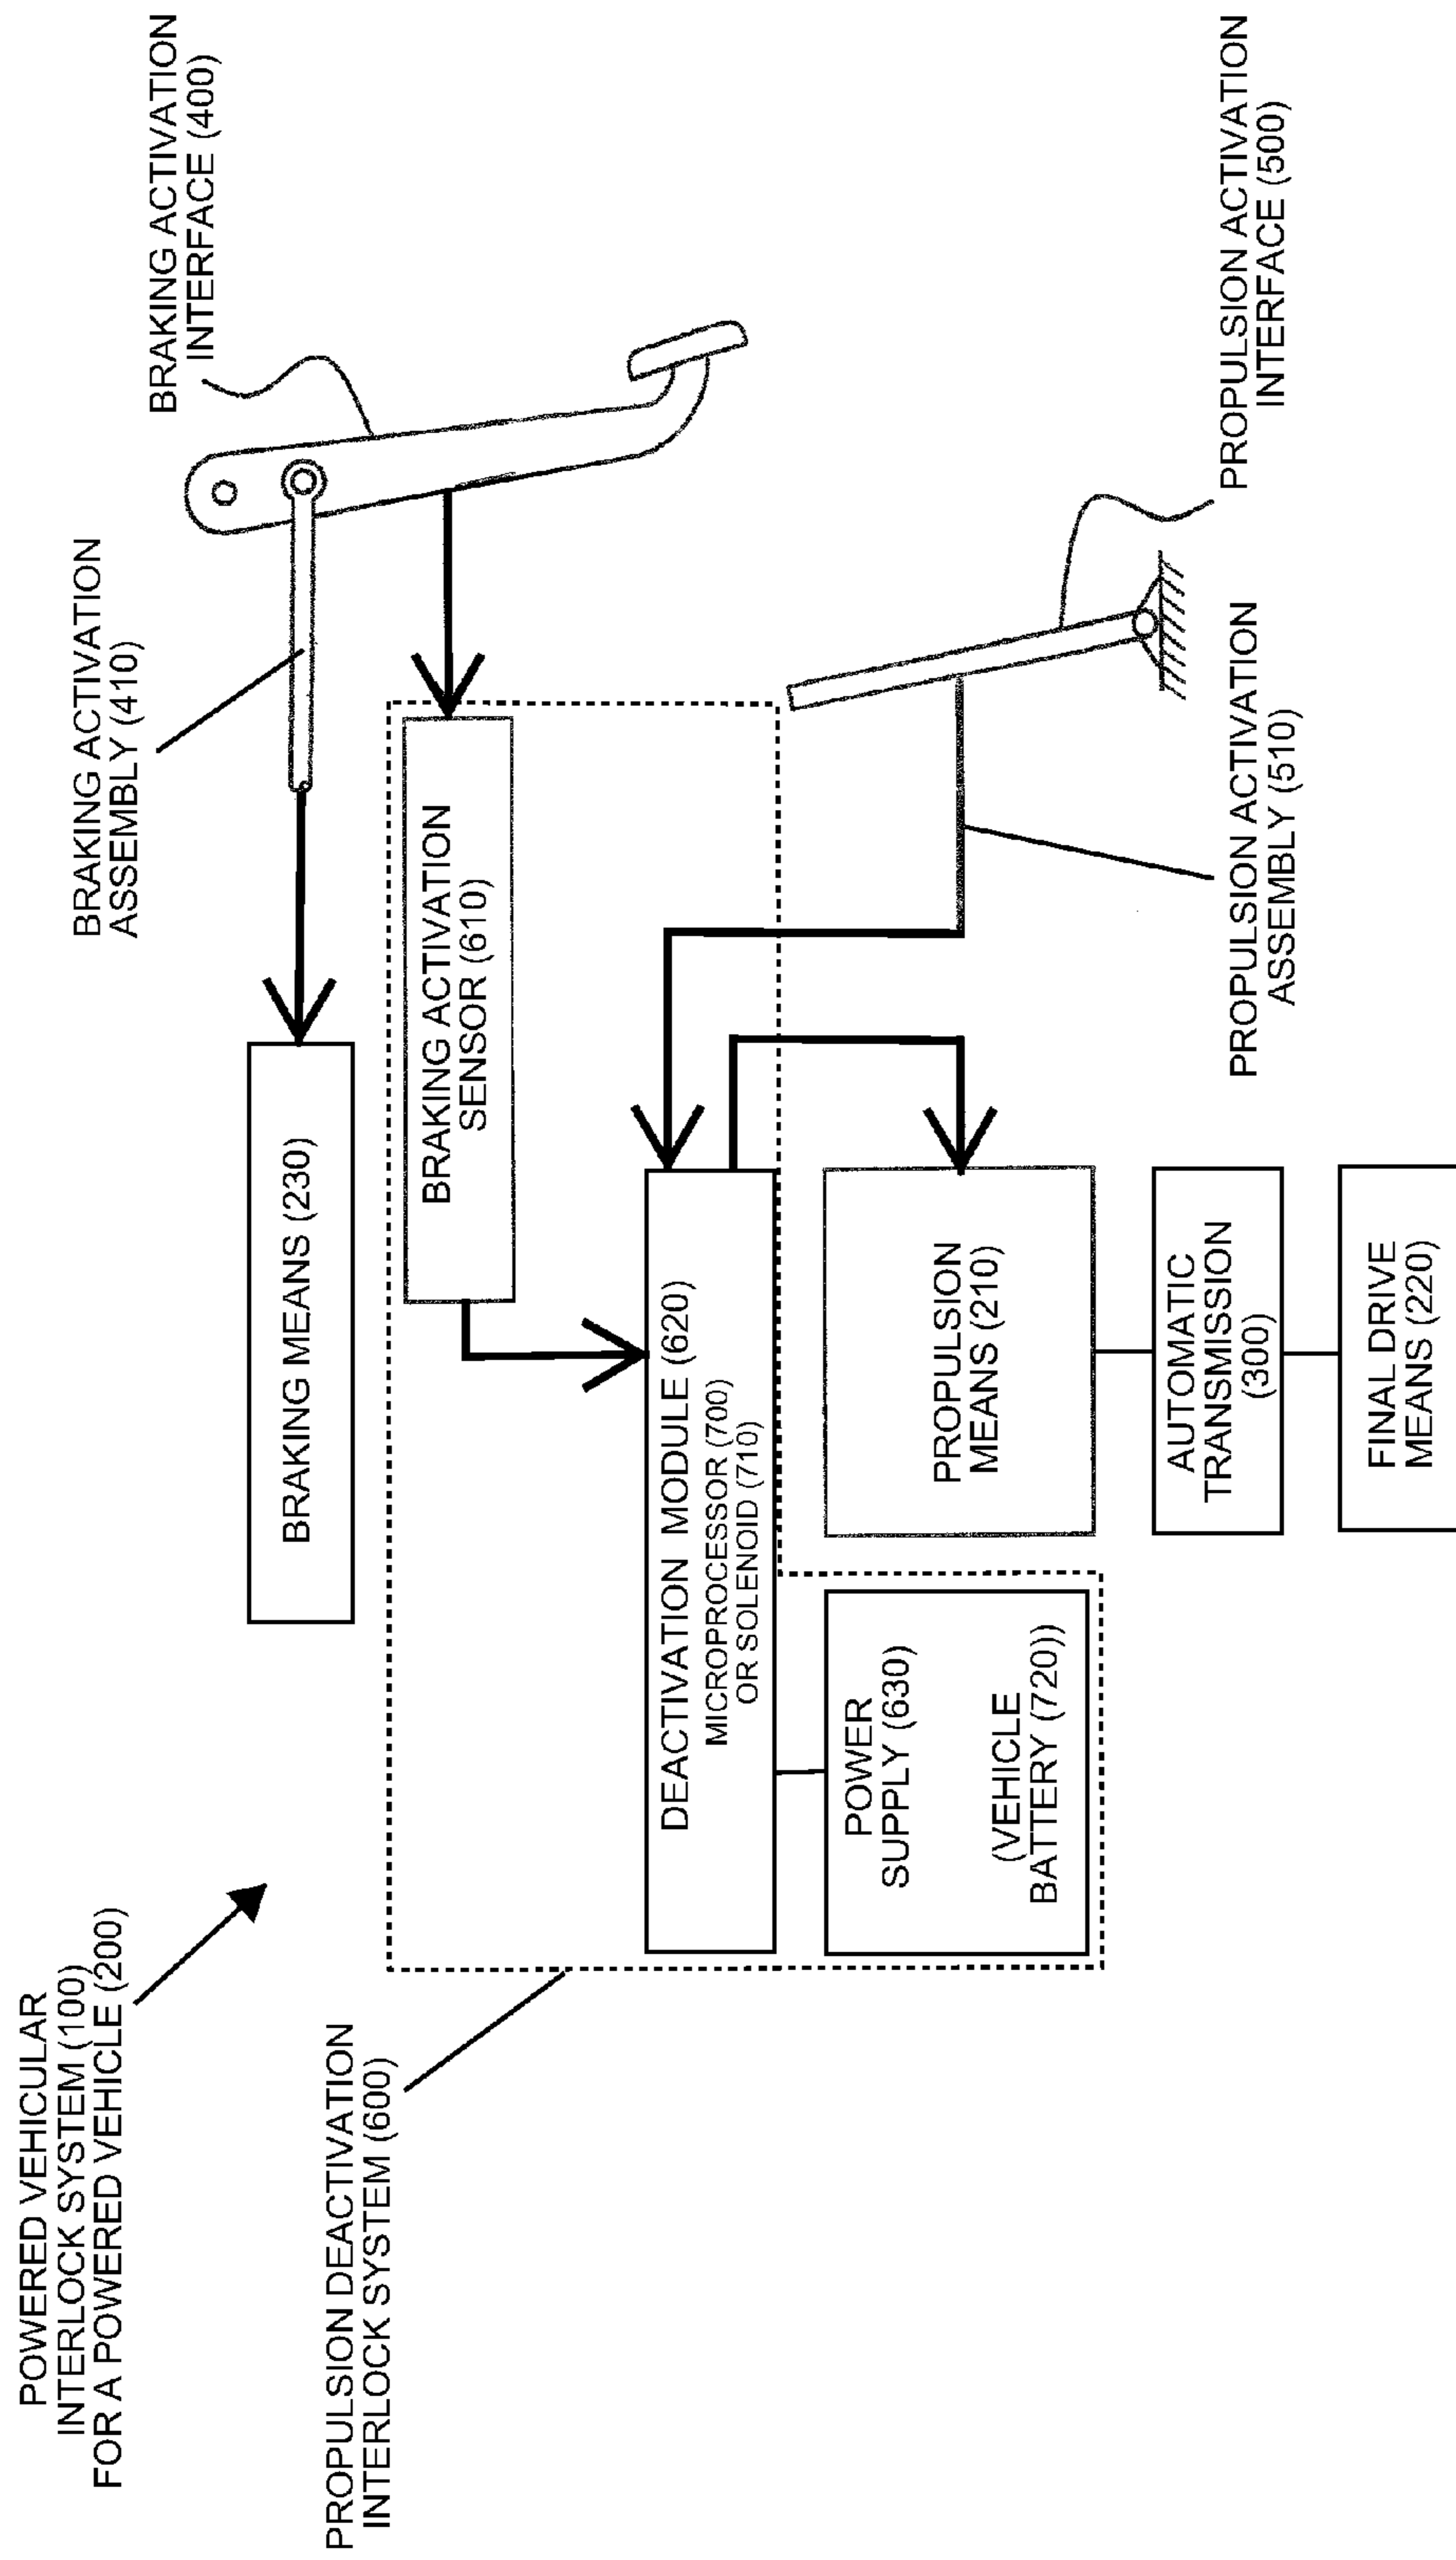 POWERED VEHICULAR
INTERLOCK SYSTEM (100)
FOR A POWERED VEHICLE (200)
PROPULSION DEACTIVATION
INTERLOCK SYSTEM (600)
BRAKING ACTIVATION
ASSEMBLY (410)
BRAKING ACTIVATION
INTERFACE (400)
BRAKING MEANS (230)
BRAKING ACTIVATION
SENSOR (610)
DEACTIVATION MODULE (620)
MICROPROCESSOR (700)
OR SOLENOID (710)
POWER
SUPPLY (630)
(VEHICLE
BATTERY (720))
PROPULSION
MEANS (210)
AUTOMATIC
TRANSMISSION
(300)
FINAL DRIVE
MEANS (220)
PROPULSION ACTIVATION
ASSEMBLY (510)
PROPULSION ACTIVATION
INTERFACE (500)